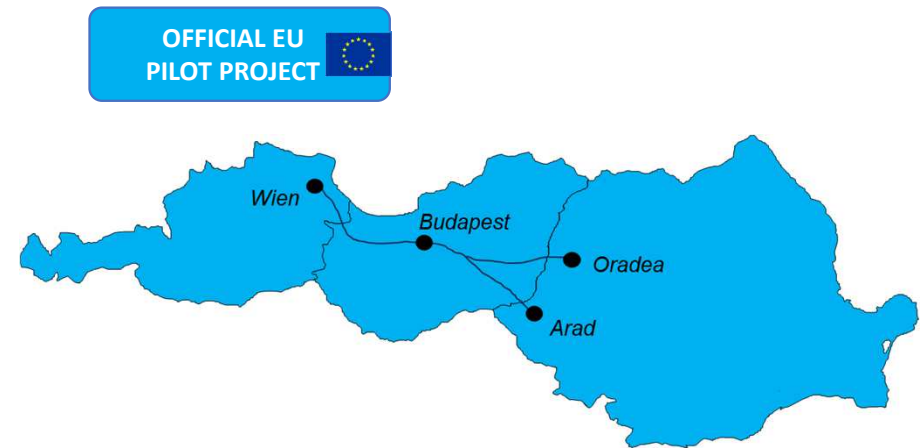 OFFICIAL EU
PILOT PROJECT
Wien
Budapest
Oradea
Arad